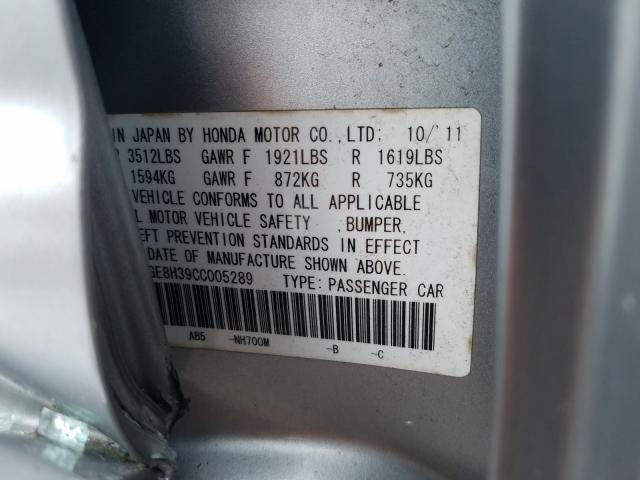 IN JAPAN BY HONDA MOTOR CO.,LTD: 10/'11
3512LBS GAWR F 1921LBS R 1619LBS
1594KG GAWR F 872KG R 735KG
VEHICLE CONFORMS TO ALL APPLICABLE
L MOTOR VEHICLE SAFETY ,BUMPER,
EFT PREVENTION STANDARDS IN EFFECT
DATE OF MANUFACTURE SHOWN ABOVE.
GE8H39CC005289 TYPE: PASSENGER CAR
AB5 -NH700M -B -C